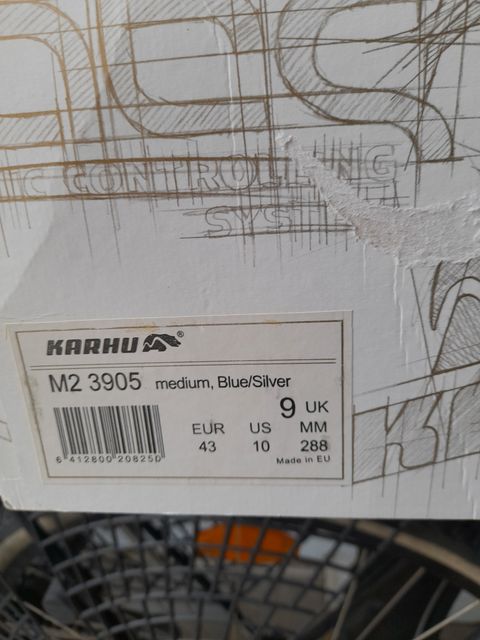 IC CONTROLLING
KARHU®
M2 3905 medium, Blue/Silver
9 UK
EUR US MM
43 10 288
6 412800 208250
Made in EU